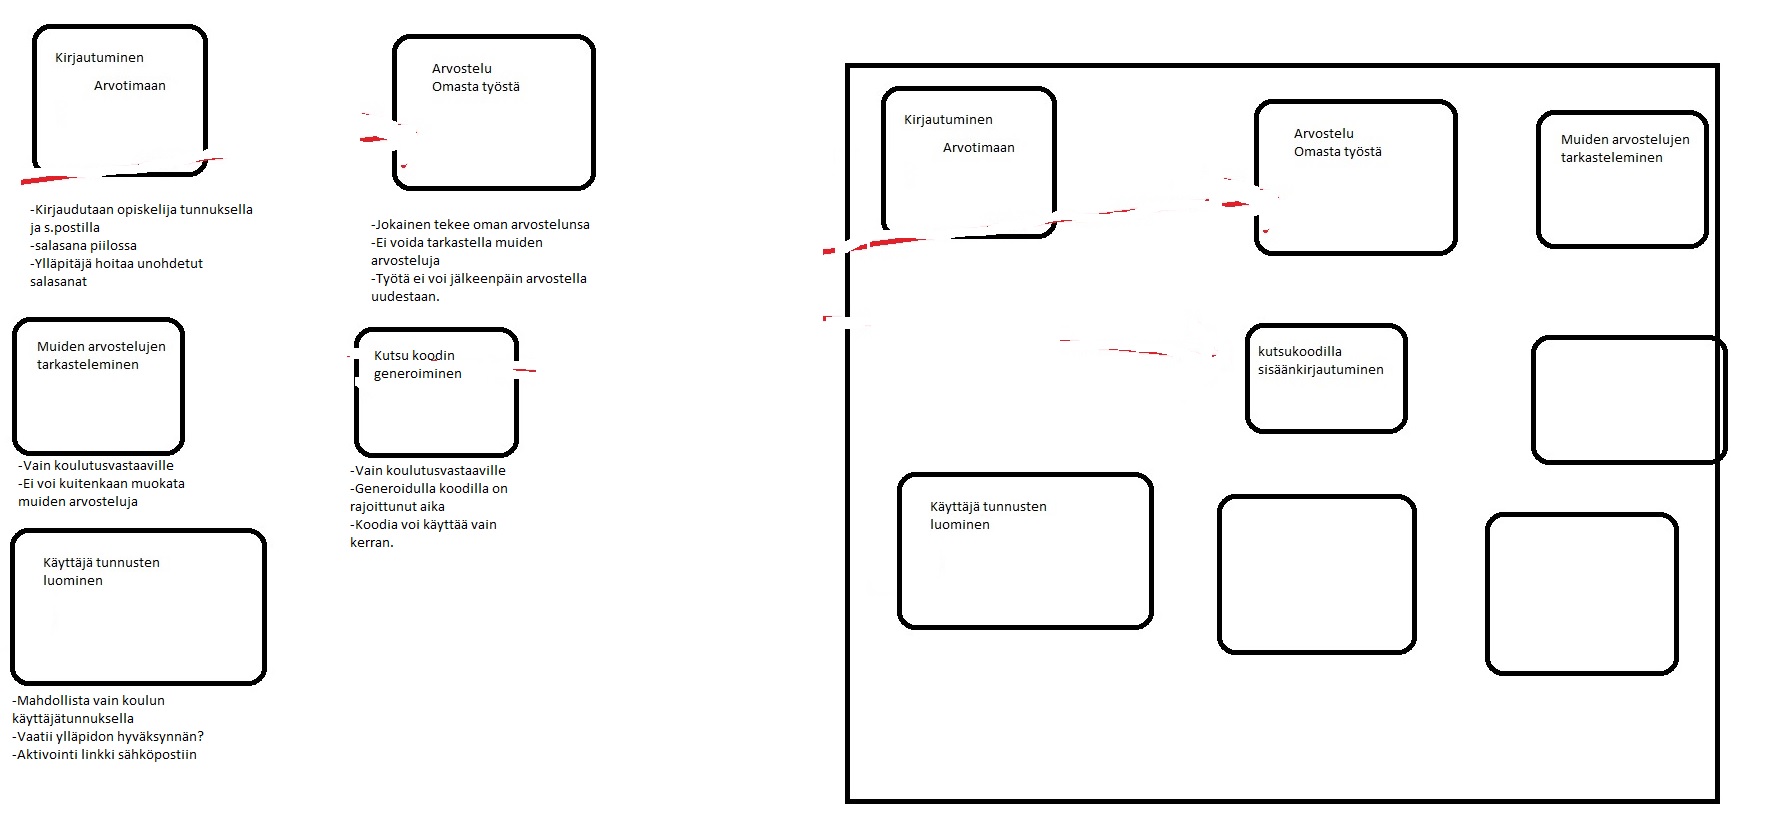 Kirjautuminen
Arvotimaan
-Kirjaudutaan opiskelija tunnuksella
ja s.postilla
-salasana piilossa
-Ylläpitäjä hoitaa unohdetut
salasanat
Arvostelu
Omasta työstä
-Jokainen tekee oman arvostelunsa
-Ei voida tarkastella muiden
arvosteluja
-Työtä ei voi jälkeenpäin arvostella
uudestaan.
Muiden arvostelujen
tarkasteleminen
-Vain koulutusvastaaville
-Ei voi kuitenkaan muokata
muiden arvosteluja
Kutsu koodin
generoiminen
-Vain koulutusvastaaville
-Generoidulla koodilla on
rajoittunut aika
-Koodia voi käyttää vain
kerran.
Käyttäjä tunnusten
luominen
-Mahdollista vain koulun
käyttäjätunnuksella
-Vaatii ylläpidon hyväksynnän?
-Aktivointi linkki sähköpostiin
Kirjautuminen
Arvotimaan
Arvostelu
Omasta työstä
Muiden arvostelujen
tarkasteleminen
kutsukoodilla
sisäänkirjautuminen
Käyttäjä tunnusten
luominen